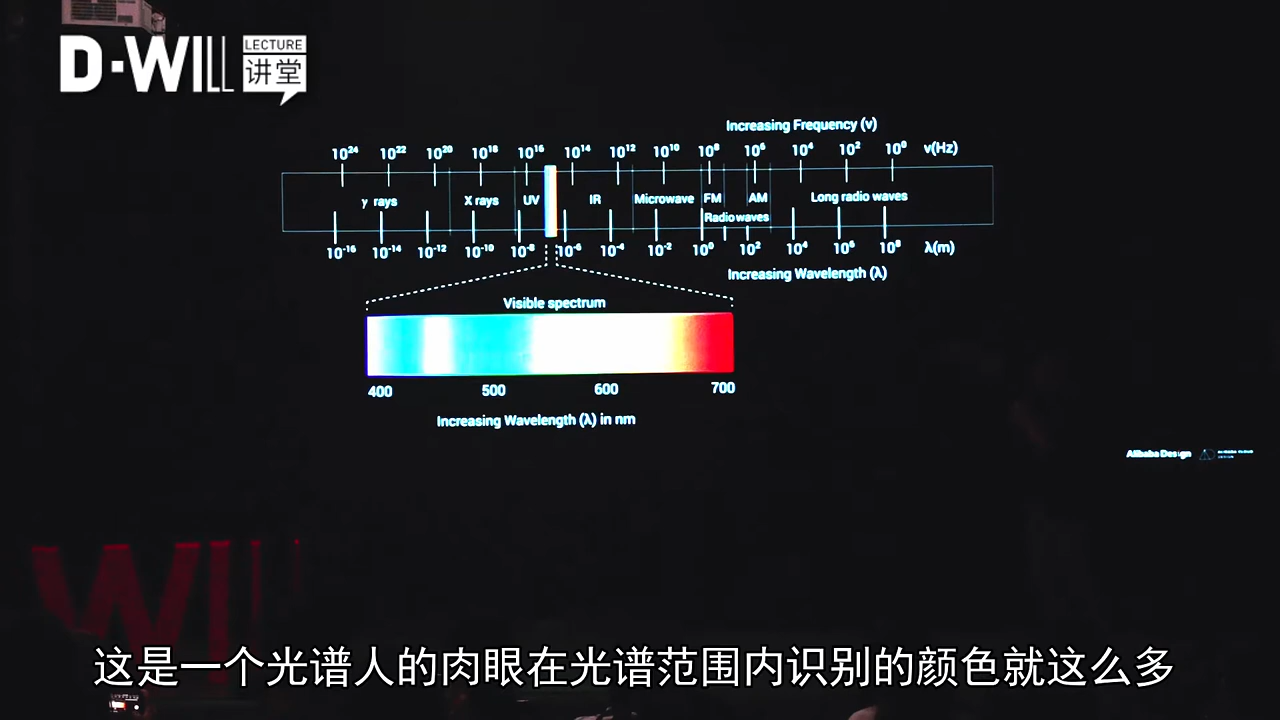 D·WILL LECTURE
讲堂
Increasing Frequency (ν)
10²⁴ 10²² 10²⁰ 10¹⁸ 10¹⁶ 10¹⁴ 10¹² 10¹⁰ 10⁸ 10⁶ 10⁴ 10² 10⁰ ν(Hz)
γ rays X rays UV IR Microwave FM AM Long radio waves
Radio waves
10⁻¹⁶ 10⁻¹⁴ 10⁻¹² 10⁻¹⁰ 10⁻⁸ 10⁻⁶ 10⁻⁴ 10⁻² 10⁰ 10² 10⁴ 10⁶ 10⁸ λ(m)
Increasing Wavelength (λ)
Visible spectrum
400 500 600 700
Increasing Wavelength (λ) in nm
Alibaba Design
WILL
这是一个光谱人的肉眼在光谱范围内识别的颜色就这么多